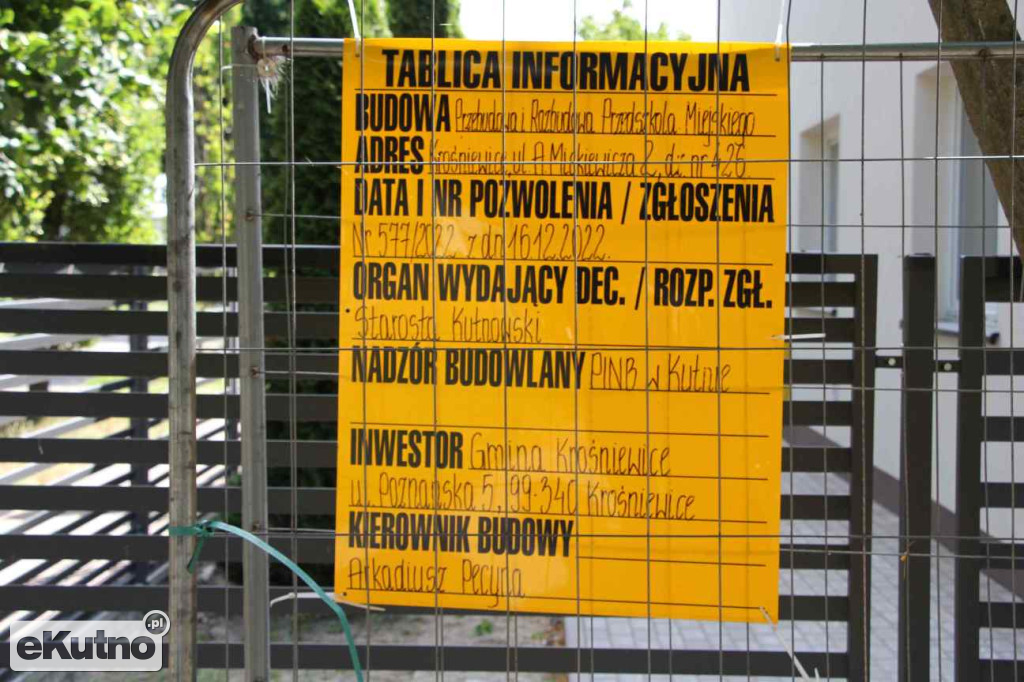 TABLICA INFORMACYJNA
BUDOWA Przebudowa i Rozbudowa Przedszkola Miejskiego
ADRES Krośniewice, ul. A. Mickiewicza 2, dz. nr 425
DATA I NR POZWOLENIA / ZGŁOSZENIA
Nr 577/2022 z dn 16.12.2022.
ORGAN WYDAJĄCY DEC. / ROZP. ZGŁ.
Starosta Kutnowski
NADZÓR BUDOWLANY PINB w Kutnie
INWESTOR Gmina Krośniewice
ul. Poznańska 5, 99-340 Krośniewice
KIEROWNIK BUDOWY
Arkadiusz Pecyna
eKutno.pl